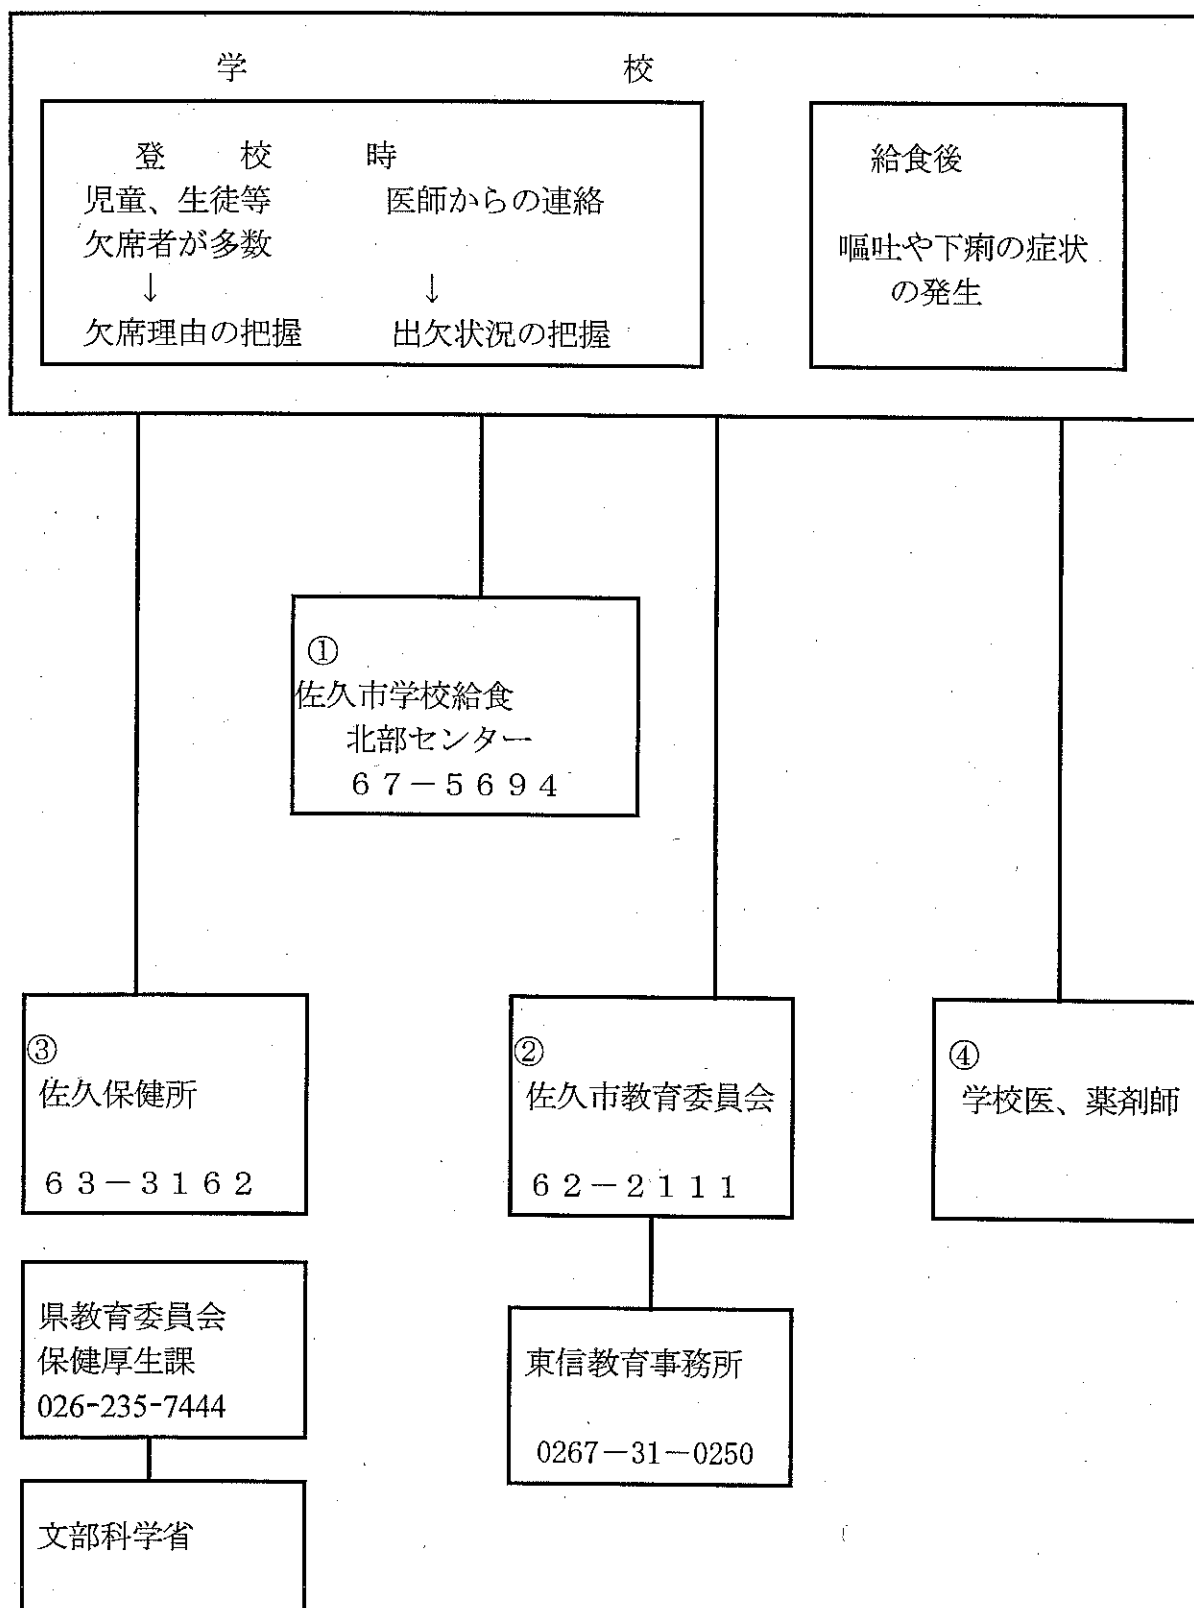 学 校
登 校 時
児童、生徒等 医師からの連絡
欠席者が多数
↓ ↓
欠席理由の把握 出欠状況の把握
給食後
嘔吐や下痢の症状
の発生
①
佐久市学校給食
北部センター
67-5694
③
佐久保健所
63-3162
②
佐久市教育委員会
62-2111
④
学校医、薬剤師
県教育委員会
保健厚生課
026-235-7444
東信教育事務所
0267-31-0250
文部科学省